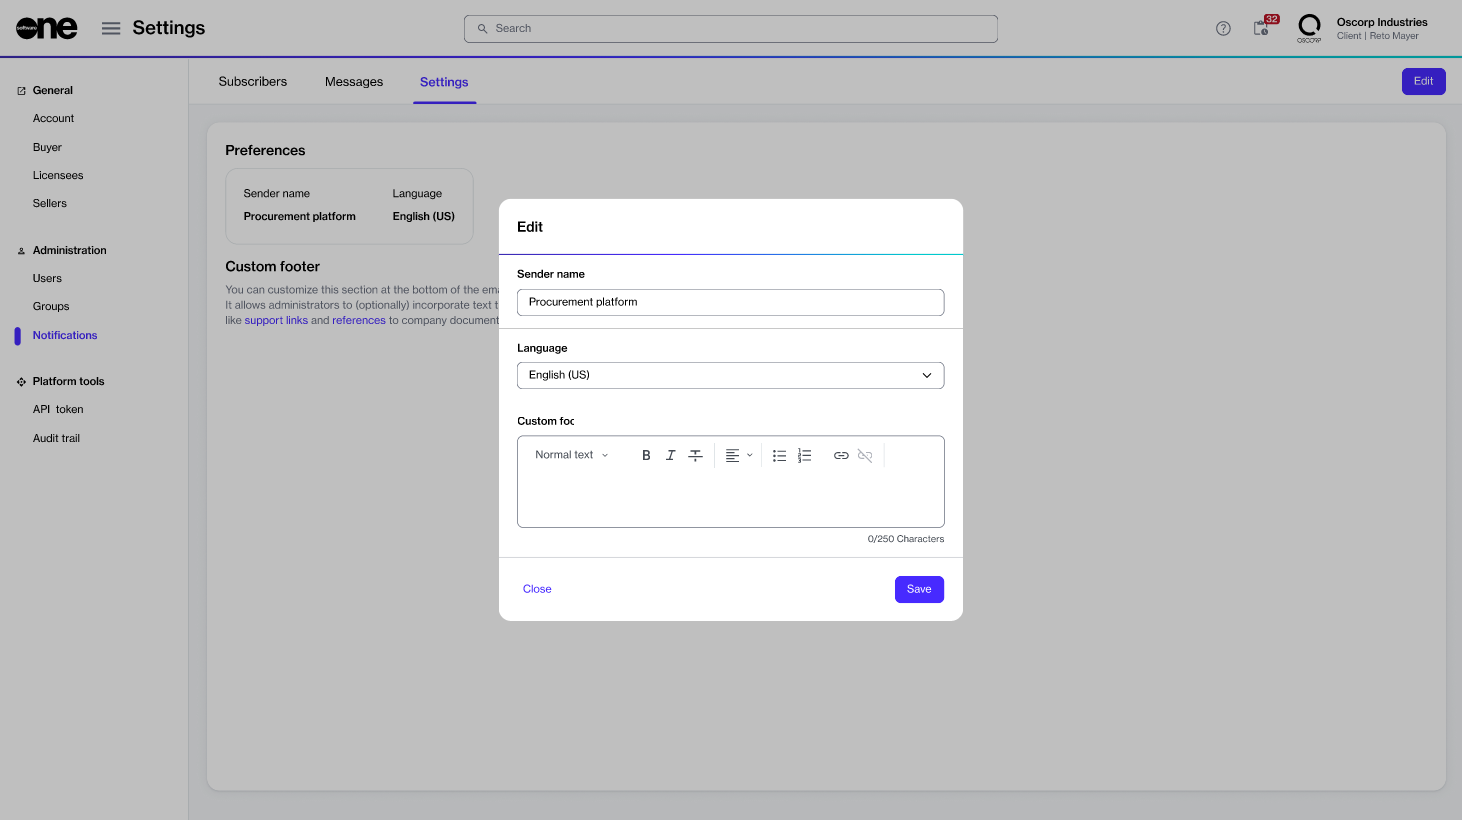 software
one
Settings
Search
32
OSCORP
Oscorp Industries
Client | Reto Mayer
General
Account
Buyer
Licensees
Sellers
Administration
Users
Groups
Notifications
Platform tools
API token
Audit trail
Subscribers
Messages
Settings
Edit
Preferences
Sender name
Language
Procurement platform
English (US)
Custom footer
You can customize this section at the bottom of the ema
It allows administrators to (optionally) incorporate text t
like support links and references to company document
Edit
Sender name
Procurement platform
Language
English (US)
Custom foc
Normal text
B I T
0/250 Characters
Close
Save